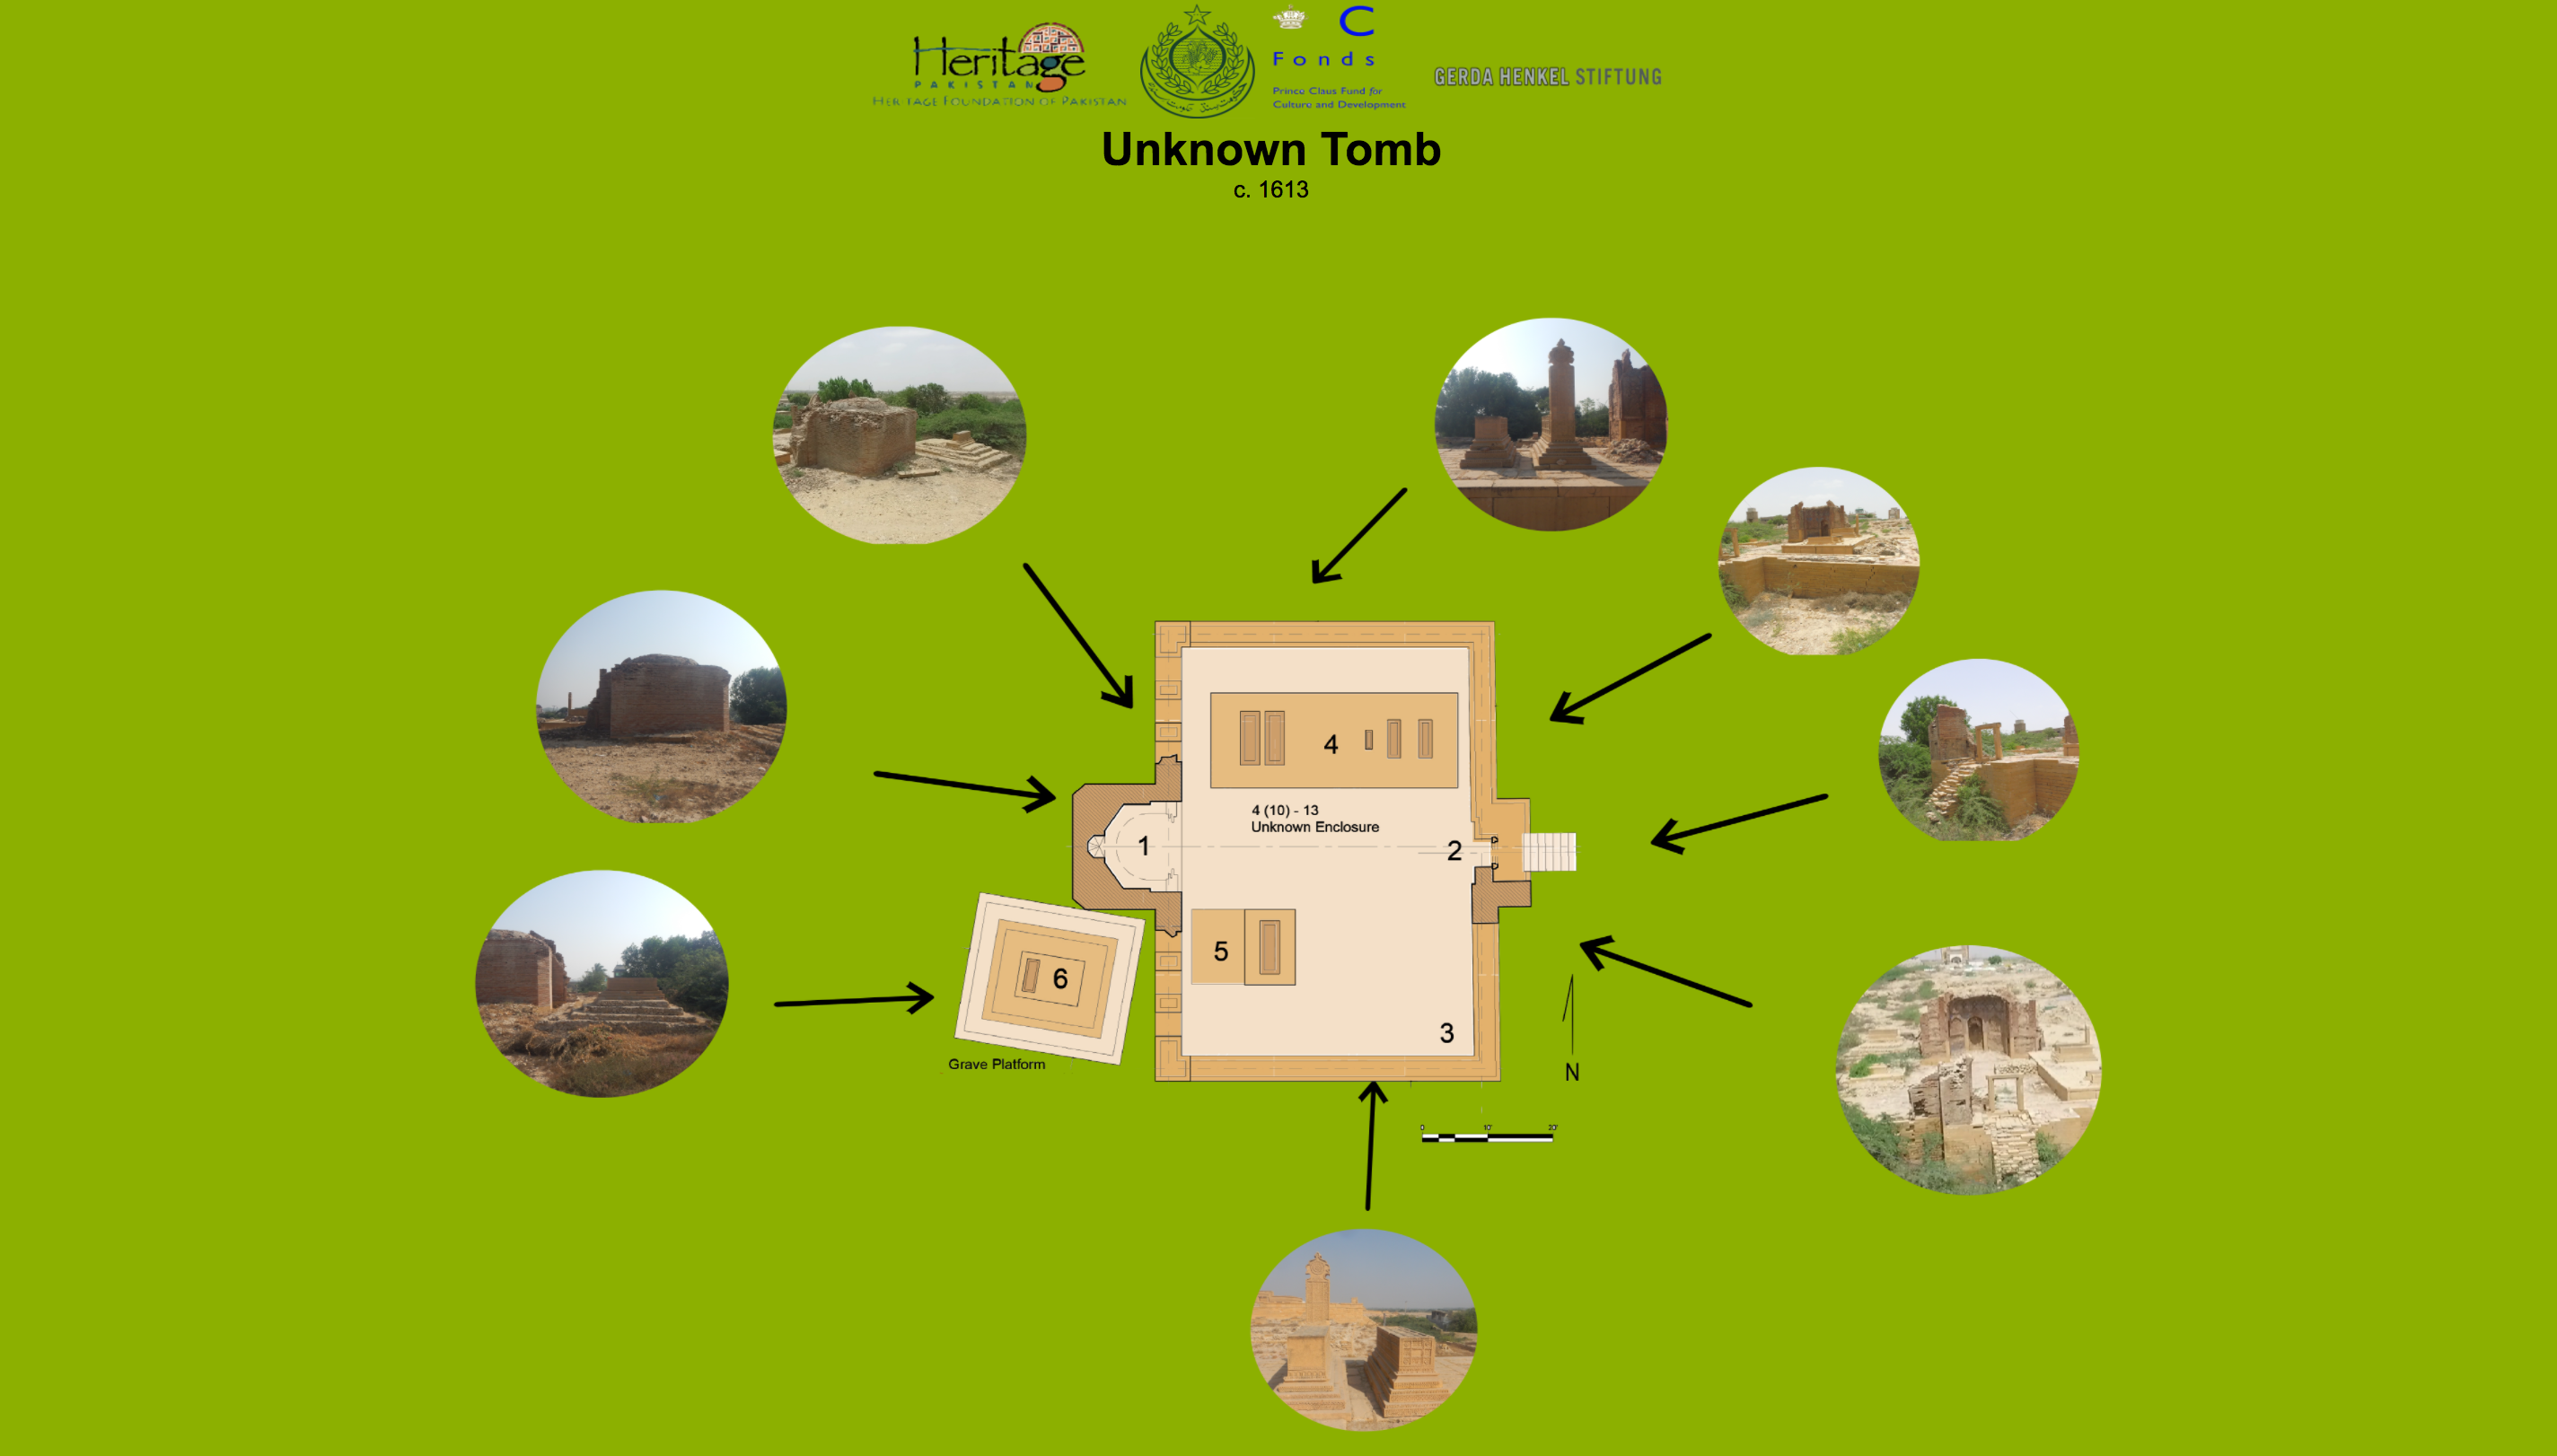 Heritage
PAKISTAN
HERITAGE FOUNDATION OF PAKISTAN
C
Fonds
Prince Claus Fund for
Culture and Development
GERDA HENKEL STIFTUNG
Unknown Tomb
c. 1613
4
4 (10) - 13
Unknown Enclosure
1
2
5
6
3
Grave Platform
N
0 10' 20'